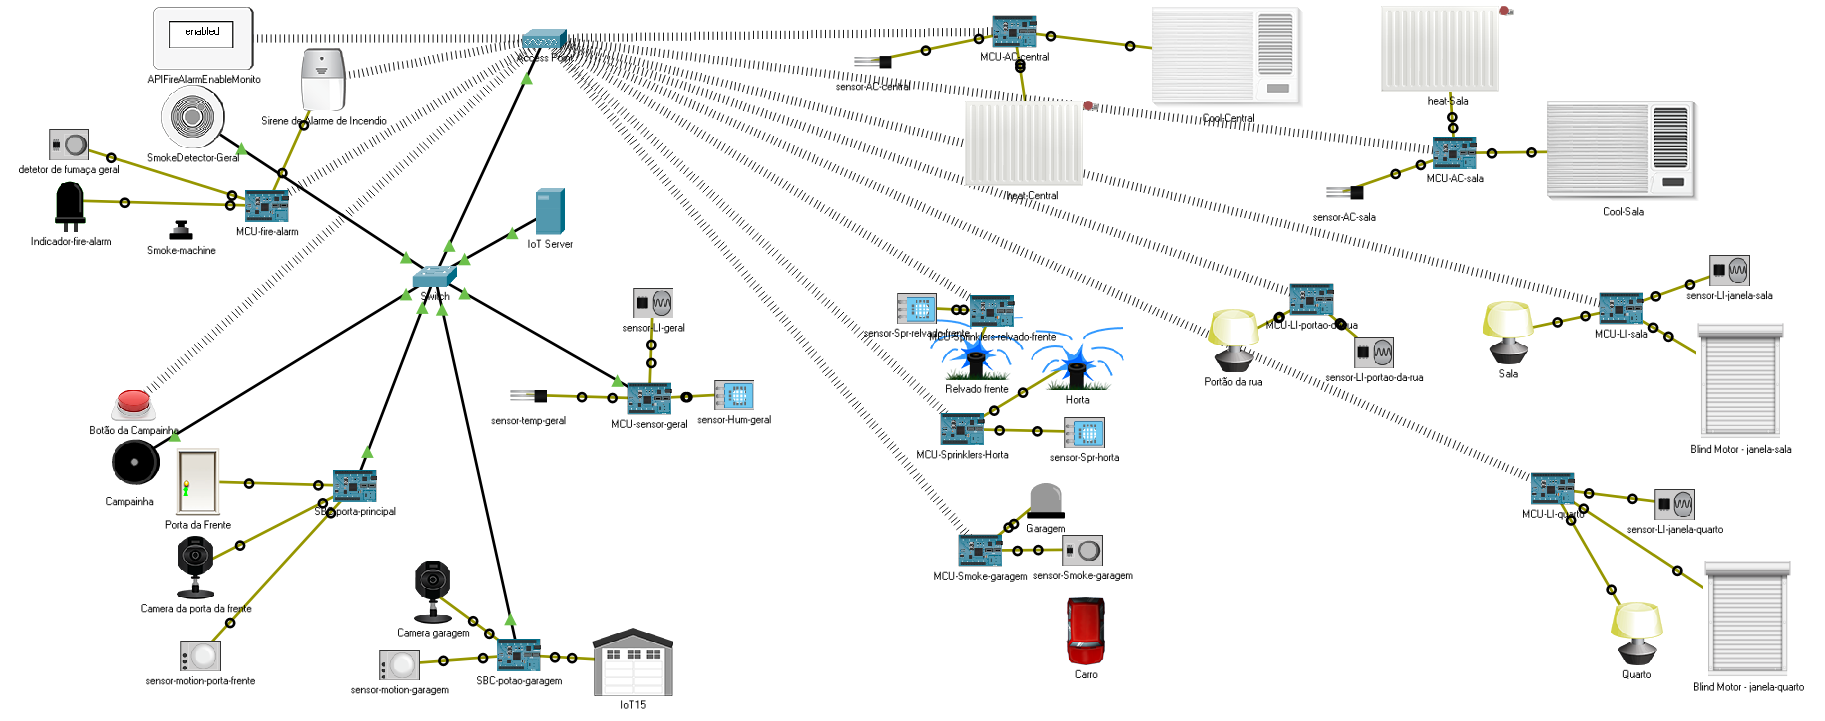 enabled
APIFireAlarmEnableMonito
Sirene de Alarme de Incendio
SmokeDetector-Geral
detetor de fumaça geral
Indicador-fire-alarm
Smoke-machine
MCU-fire-alarm
Access Point
IoT Server
Switch
sensor-LI-geral
sensor-temp-geral
MCU-sensor-geral
sensor-Hum-geral
Botão da Campainha
Campainha
Porta da Frente
SBC-porta-principal
Camera da porta da frente
sensor-motion-porta-frente
Camera garagem
sensor-motion-garagem
SBC-potao-garagem
IoT15
MCU-AC-central
sensor-AC-central
Cool-Central
heat-Central
heat-Sala
MCU-AC-sala
sensor-AC-sala
Cool-Sala
sensor-Spr-relvado-frente
MCU-Sprinklers-relvado-frente
Relvado frente
Horta
MCU-Sprinklers-Horta
sensor-Spr-horta
Garagem
MCU-Smoke-garagem
sensor-Smoke-garagem
Carro
MCU-LI-portao-da-rua
Portão da rua
sensor-LI-portao-da-rua
sensor-LI-janela-sala
MCU-LI-sala
Sala
Blind Motor - janela-sala
MCU-LI-quarto
sensor-LI-janela-quarto
Quarto
Blind Motor - janela-quarto